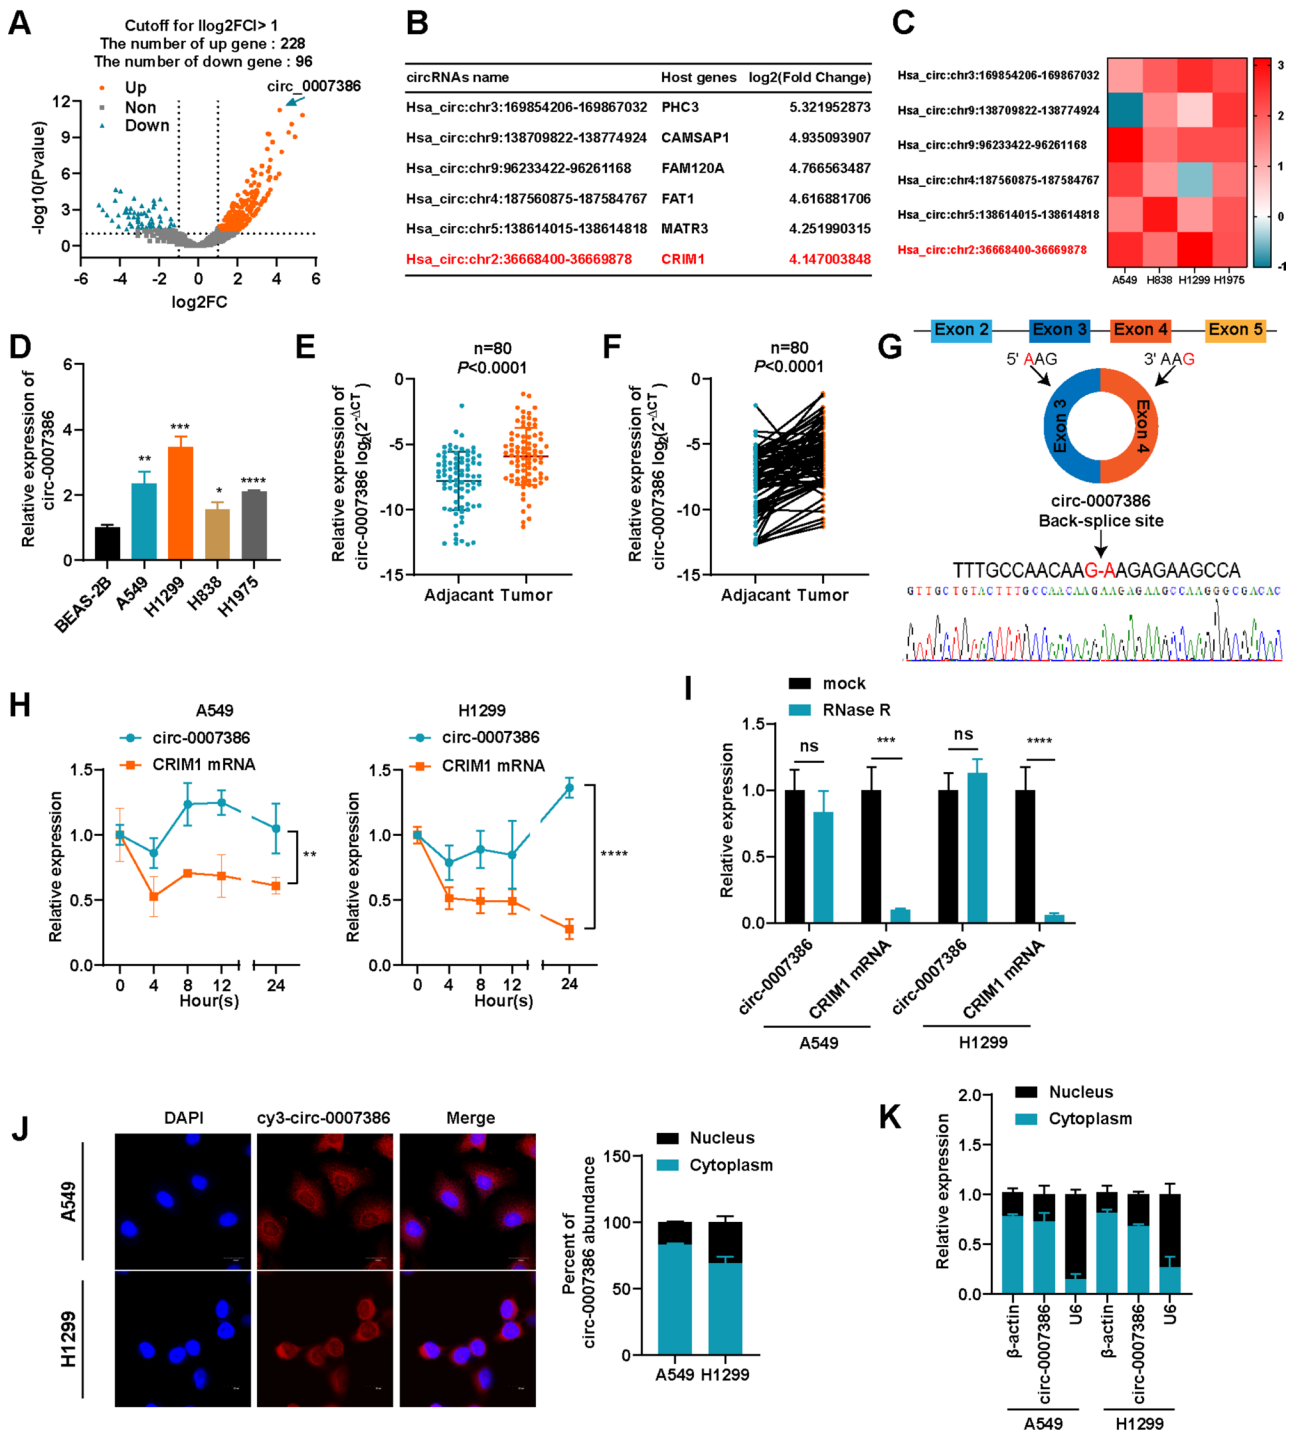 A
Cutoff for llog2FCl> 1
The number of up gene : 228
The number of down gene : 96
Up
Non
Down
circ_0007386
-log10(Pvalue)
12
9
6
3
0
-6 -4 -2 0 2 4 6
log2FC
B
circRNAs name Host genes log2(Fold Change)
Hsa_circ:chr3:169854206-169867032 PHC3 5.321952873
Hsa_circ:chr9:138709822-138774924 CAMSAP1 4.935093907
Hsa_circ:chr9:96233422-96261168 FAM120A 4.766563487
Hsa_circ:chr4:187560875-187584767 FAT1 4.616881706
Hsa_circ:chr5:138614015-138614818 MATR3 4.251990315
Hsa_circ:chr2:36668400-36669878 CRIM1 4.147003848
C
Hsa_circ:chr3:169854206-169867032
Hsa_circ:chr9:138709822-138774924
Hsa_circ:chr9:96233422-96261168
Hsa_circ:chr4:187560875-187584767
Hsa_circ:chr5:138614015-138614818
Hsa_circ:chr2:36668400-36669878
A549 H838 H1299 H1975
3
2
1
0
-1
D
Relative expression of
circ-0007386
6
4
2
0
** *** * ****
BEAS-2B A549 H1299 H838 H1975
E
n=80
P<0.0001
Relative expression of
circ-0007386 log2(2-ΔCT)
0
-5
-10
-15
Adjacant Tumor
F
n=80
P<0.0001
Relative expression of
circ-0007386 log2(2-ΔCT)
0
-5
-10
-15
Adjacant Tumor
G
Exon 2 Exon 3 Exon 4 Exon 5
5' AAG 3' AAG
Exon 3 Exon 4
circ-0007386
Back-splice site
TTTGCCAACAAG-AAGAGAAGCCA
GTTGCTGTACTTTGCCAACAAGAAGAGAAGCCAAGGGCGACAC
H
A549
circ-0007386
CRIM1 mRNA
Relative expression
1.5
1.0
0.5
0.0
**
0 4 8 12 24
Hour(s)
H1299
circ-0007386
CRIM1 mRNA
Relative expression
1.5
1.0
0.5
0.0
****
0 4 8 12 24
Hour(s)
I
mock
RNase R
Relative expression
1.5
1.0
0.5
0.0
ns *** ns ****
circ-0007386 CRIM1 mRNA circ-0007386 CRIM1 mRNA
A549 H1299
J
DAPI cy3-circ-0007386 Merge
A549
H1299
Nucleus
Cytoplasm
Percent of
circ-0007386 abundance
150
100
50
0
A549 H1299
K
Nucleus
Cytoplasm
Relative expression
2.0
1.5
1.0
0.5
0.0
β-actin circ-0007386 U6 β-actin circ-0007386 U6
A549 H1299